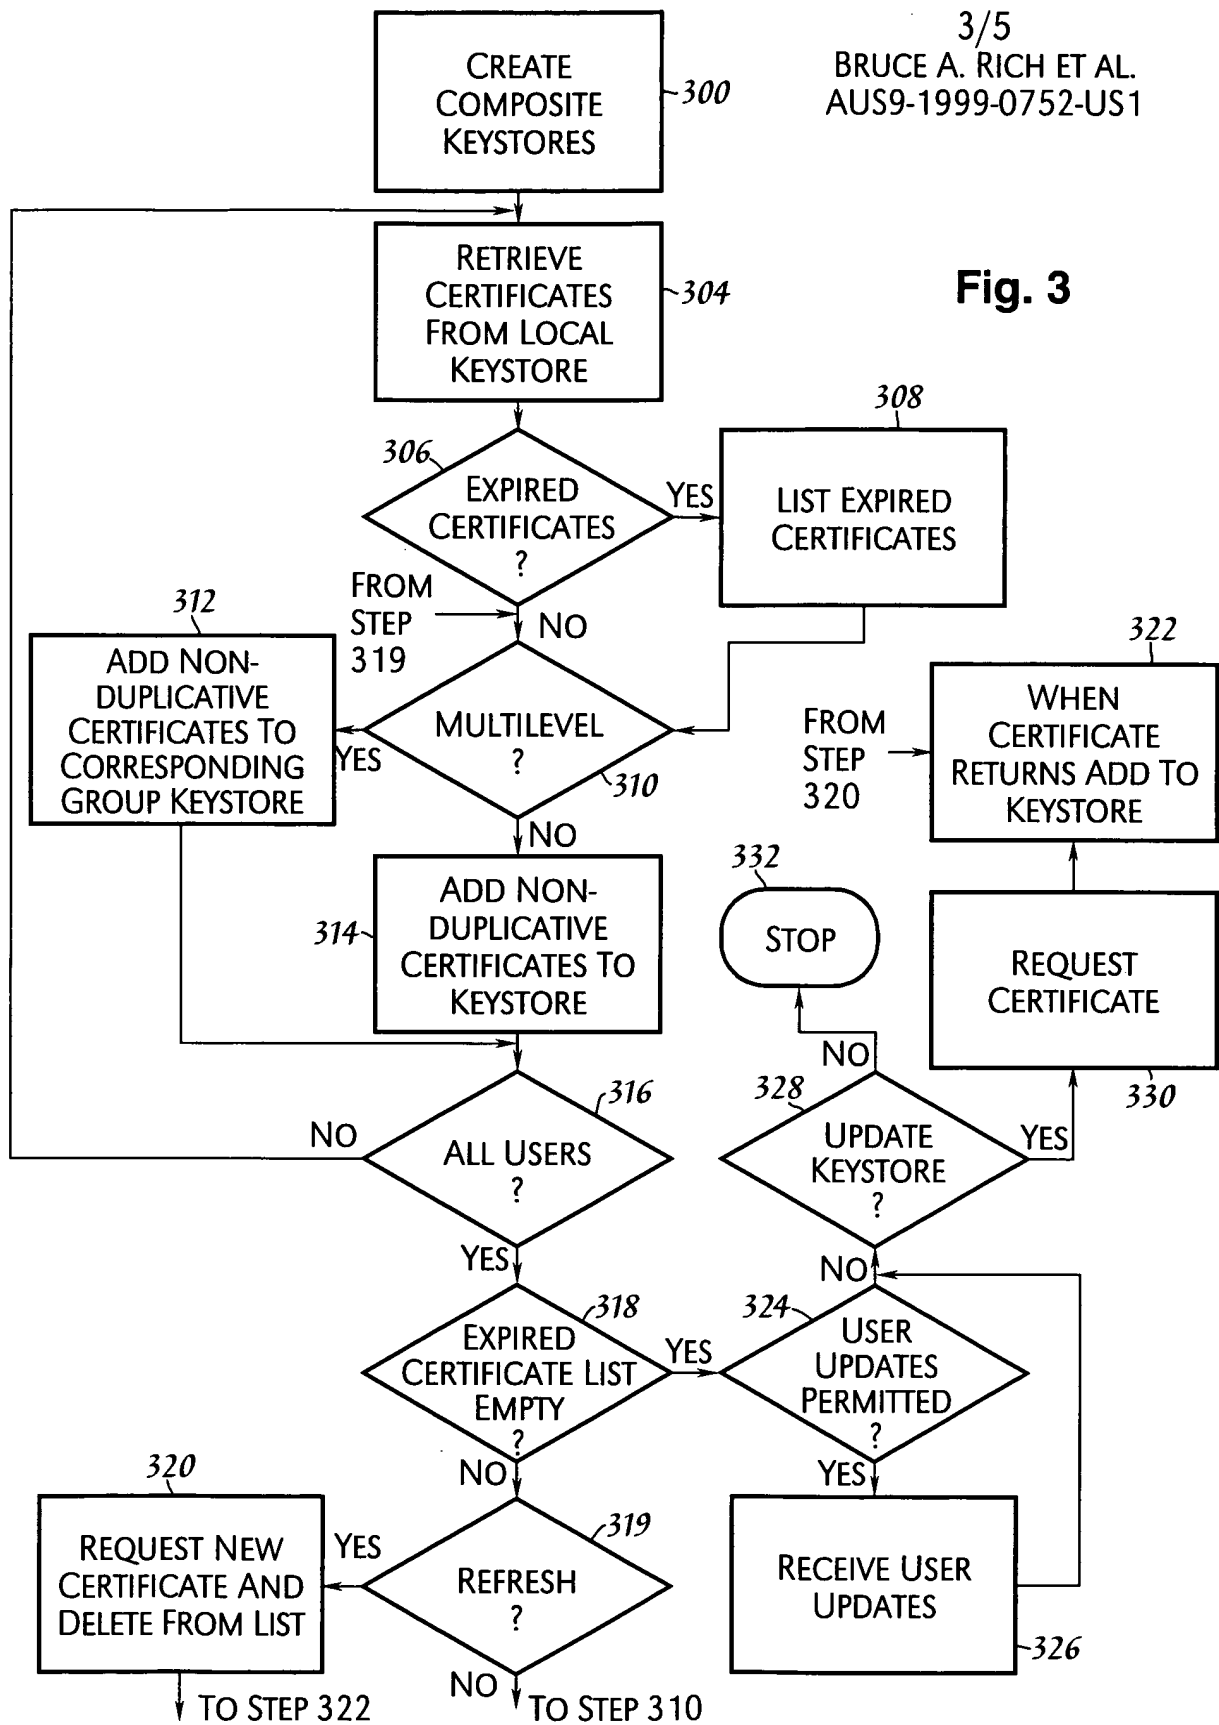 3/5
BRUCE A. RICH ET AL.
AUS9-1999-0752-US1
Fig. 3
CREATE
COMPOSITE
KEYSTORES
300
RETRIEVE
CERTIFICATES
FROM LOCAL
KEYSTORE
304
306
EXPIRED
CERTIFICATES
?
YES
NO
308
LIST EXPIRED
CERTIFICATES
FROM
STEP
319
MULTILEVEL
?
310
YES
NO
312
ADD NON-
DUPLICATIVE
CERTIFICATES TO
CORRESPONDING
GROUP KEYSTORE
314
ADD NON-
DUPLICATIVE
CERTIFICATES TO
KEYSTORE
316
ALL USERS
?
NO
YES
318
EXPIRED
CERTIFICATE LIST
EMPTY
?
YES
NO
319
REFRESH
?
YES
NO
TO STEP 310
320
REQUEST NEW
CERTIFICATE AND
DELETE FROM LIST
TO STEP 322
324
USER
UPDATES
PERMITTED
?
NO
YES
RECEIVE USER
UPDATES
326
328
UPDATE
KEYSTORE
?
NO
YES
332
STOP
REQUEST
CERTIFICATE
330
322
WHEN
CERTIFICATE
RETURNS ADD TO
KEYSTORE
FROM
STEP
320